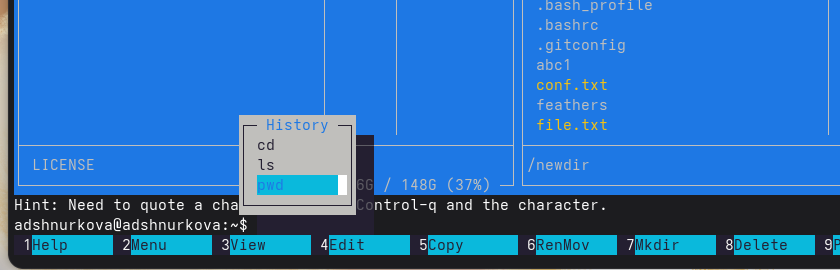 .bash_profile
.bashrc
.gitconfig
abc1
conf.txt
feathers
file.txt
History
cd
ls
pwd
LICENSE
/newdir
6G / 148G (37%)
Hint: Need to quote a cha Control-q and the character.
adshnurkova@adshnurkova:~$
1Help 2Menu 3View 4Edit 5Copy 6RenMov 7Mkdir 8Delete 9